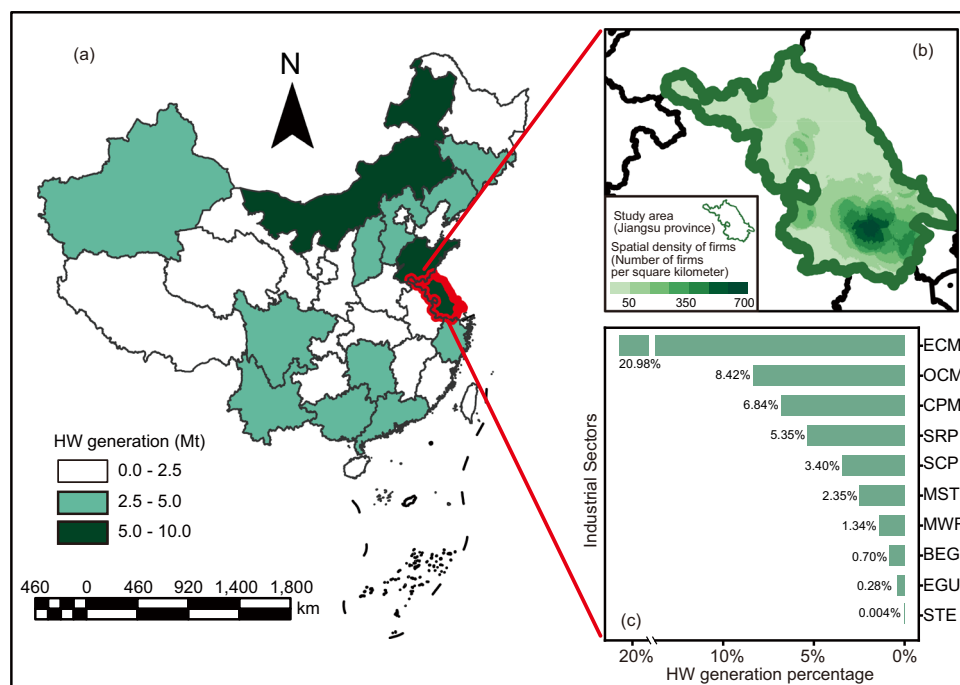 (a)
N
HW generation (Mt)
0.0 - 2.5
2.5 - 5.0
5.0 - 10.0
460 0 460 920 1,400 1,800
km
(b)
Study area
(Jiangsu province)
Spatial density of firms
(Number of firms
per square kilometer)
50 350 700
ECM
20.98%
OCM
8.42%
CPM
6.84%
SRP
5.35%
SCP
3.40%
MST
2.35%
MWF
1.34%
BEG
0.70%
EGU
0.28%
STE
0.004%
Industrial Sectors
(c)
20% 10% 5% 0%
HW generation percentage